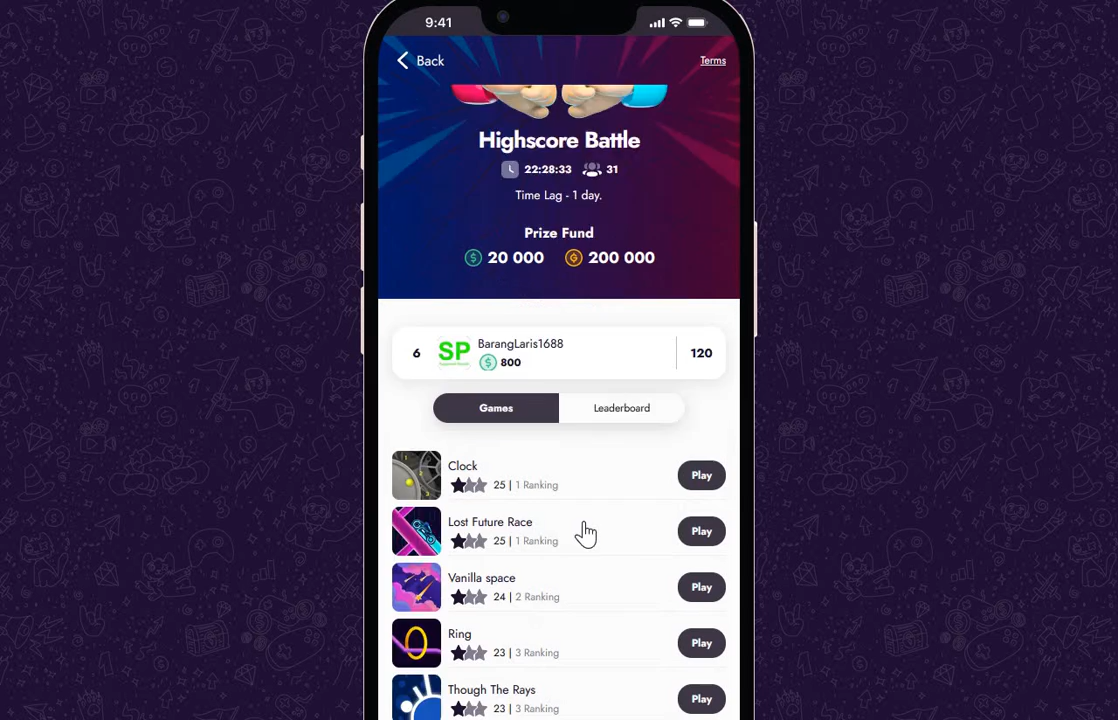 9:41
Back
Terms
Highscore Battle
22:28:33 31
Time Lag - 1 day.
Prize Fund
20 000 200 000
6 SP BarangLaris1688 120
800
Games Leaderboard
Clock
25 | 1 Ranking
Play
Lost Future Race
25 | 1 Ranking
Play
Vanilla space
24 | 2 Ranking
Play
Ring
23 | 3 Ranking
Play
Though The Rays
23 | 3 Ranking
Play